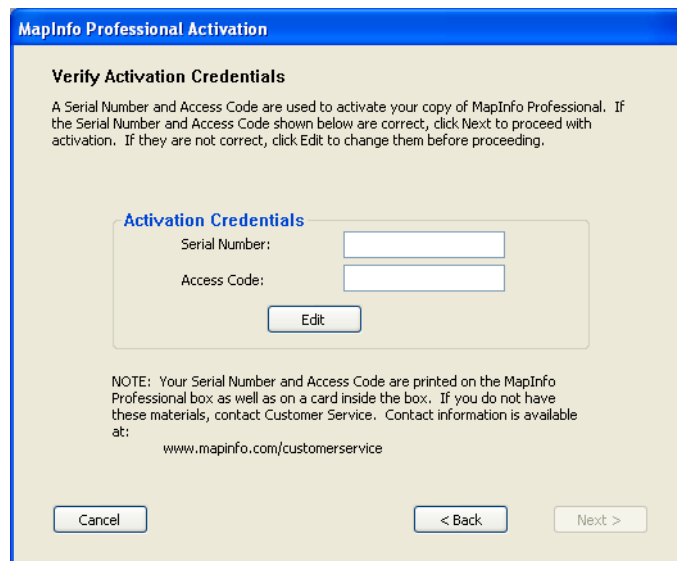 MapInfo Professional Activation
Verify Activation Credentials
A Serial Number and Access Code are used to activate your copy of MapInfo Professional. If
the Serial Number and Access Code shown below are correct, click Next to proceed with
activation. If they are not correct, click Edit to change them before proceeding.
Activation Credentials
Serial Number:
Access Code:
Edit
NOTE: Your Serial Number and Access Code are printed on the MapInfo
Professional box as well as on a card inside the box. If you do not have
these materials, contact Customer Service. Contact information is available
at:
www.mapinfo.com/customerservice
Cancel
< Back
Next >